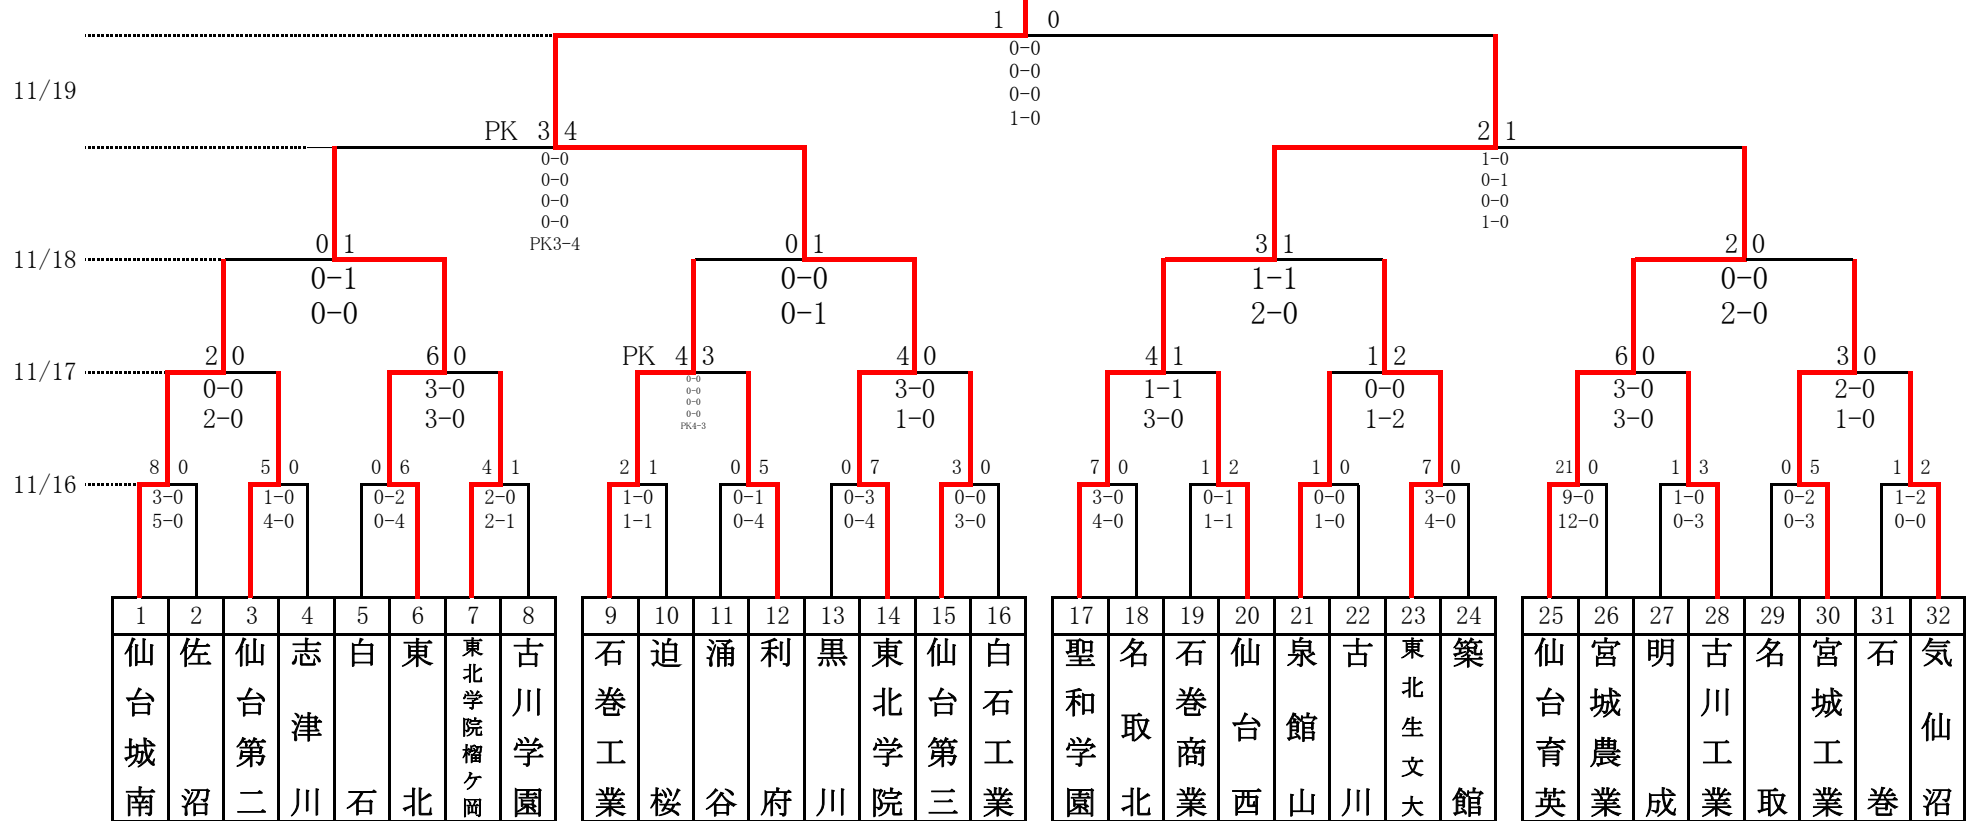 1 0
0-0
0-0
0-0
1-0
11/19
PK 3 4
0-0
0-0
0-0
0-0
PK3-4
2 1
1-0
0-1
0-0
1-0
11/18
0 1
0-1
0-0
0 1
0-0
0-1
3 1
1-1
2-0
2 0
0-0
2-0
11/17
2 0
0-0
2-0
6 0
3-0
3-0
PK 4 3
0-0
0-0
0-0
0-0
PK4-3
4 0
3-0
1-0
4 1
1-1
3-0
1 2
0-0
1-2
6 0
3-0
3-0
3 0
2-0
1-0
11/16
8 0
3-0
5-0
5 0
1-0
4-0
0 6
0-2
0-4
4 1
2-0
2-1
2 1
1-0
1-1
0 5
0-1
0-4
0 7
0-3
0-4
3 0
0-0
3-0
7 0
3-0
4-0
1 2
0-1
1-1
1 0
0-0
1-0
7 0
3-0
4-0
21 0
9-0
12-0
1 3
1-0
0-3
0 5
0-2
0-3
1 2
1-2
0-0
1 仙台城南
2 佐沼
3 仙台第二
4 志津川
5 白石
6 東北
7 東北学院榴ケ岡
8 古川学園
9 石巻工業
10 迫桜
11 涌谷
12 利府
13 黒川
14 東北学院
15 仙台第三
16 白石工業
17 聖和学園
18 名取北
19 石巻商業
20 仙台西
21 泉館山
22 古川
23 東北生文大
24 築館
25 仙台育英
26 宮城農業
27 明成
28 古川工業
29 名取
30 宮城工業
31 石巻
32 気仙沼